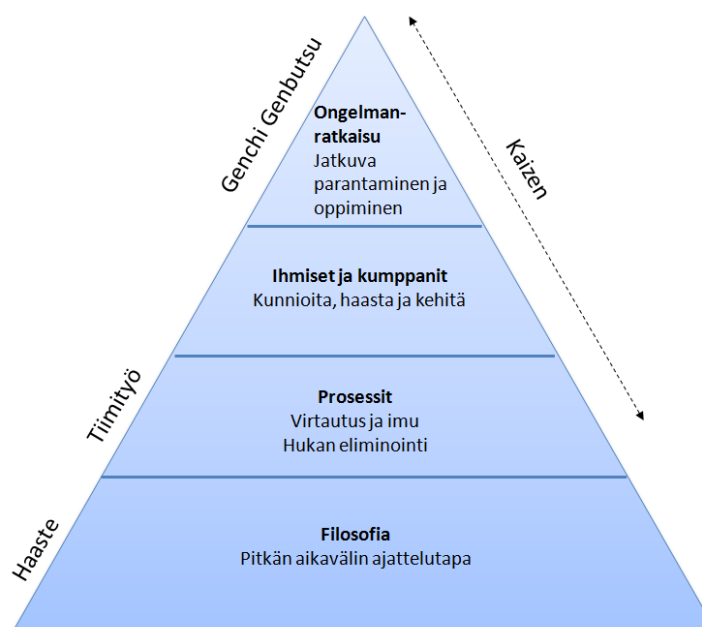 Genchi Genbutsu
Kaizen
Ongelman-
ratkaisu
Jatkuva
parantaminen ja
oppiminen
Ihmiset ja kumppanit
Kunnioita, haasta ja kehitä
Tiimityö
Prosessit
Virtautus ja imu
Hukan eliminointi
Haaste
Filosofia
Pitkän aikavälin ajattelutapa